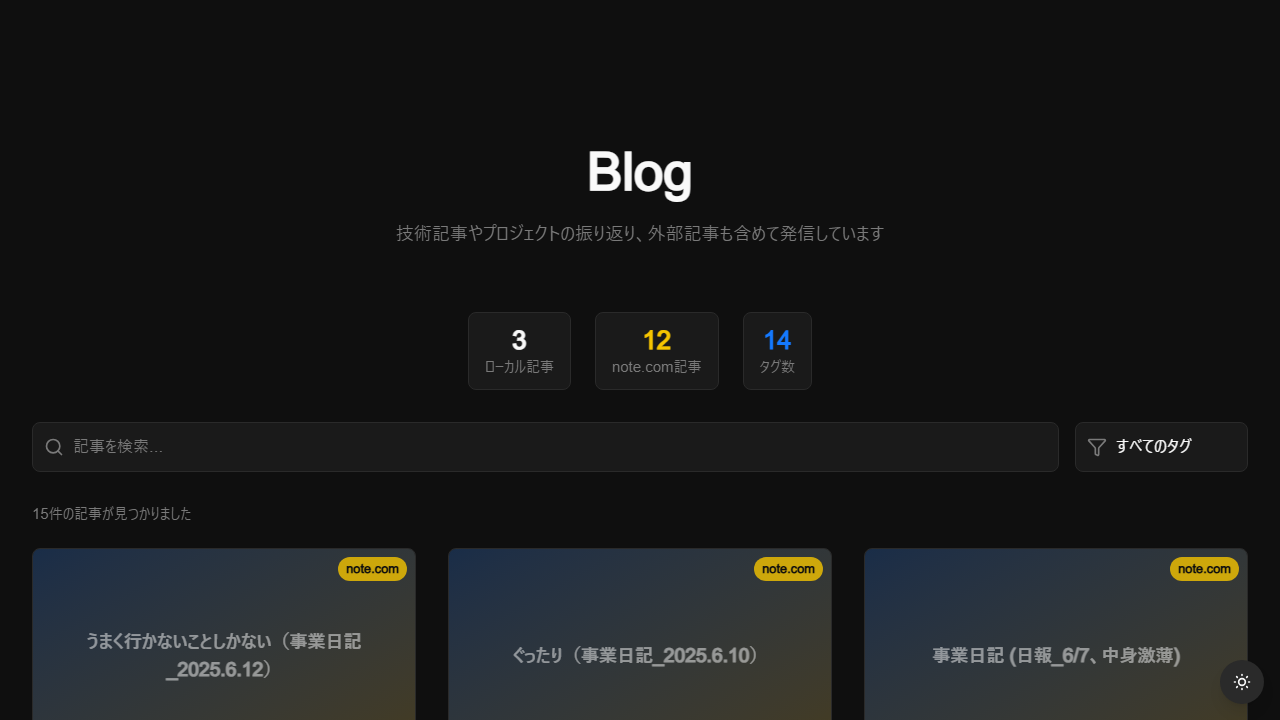 Blog
技術記事やプロジェクトの振り返り、外部記事も含めて発信しています
3
ローカル記事
12
note.com記事
14
タグ数
記事を検索...
すべてのタグ
15件の記事が見つかりました
note.com
うまく行かないことしかない（事業日記
_2025.6.12）
note.com
ぐったり（事業日記_2025.6.10）
note.com
事業日記 (日報_6/7、中身激薄)